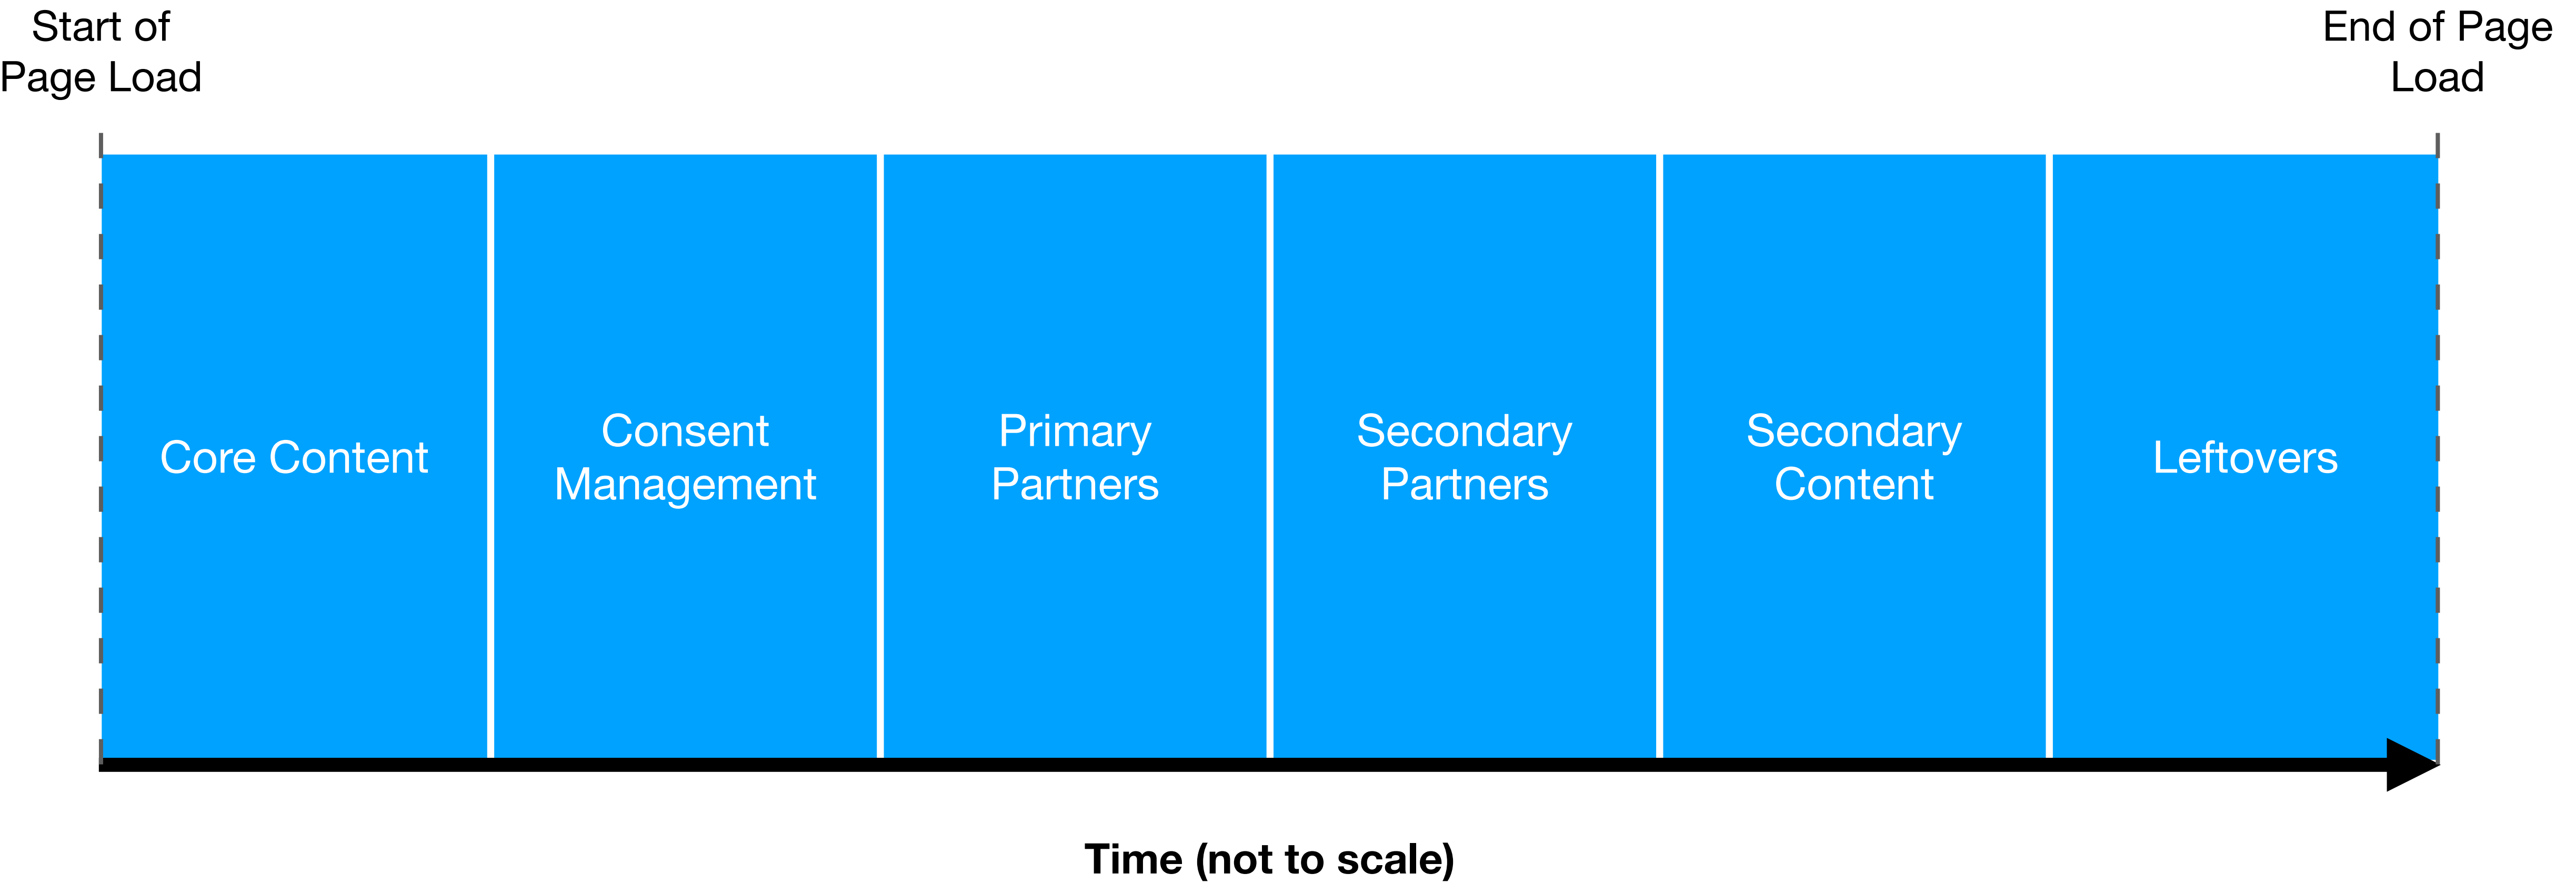 Start of
Page Load
End of Page
Load
Core Content
Consent
Management
Primary
Partners
Secondary
Partners
Secondary
Content
Leftovers
Time (not to scale)